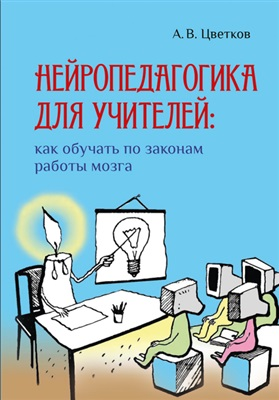 А. В. Цветков
НЕЙРОПЕДАГОГИКА
ДЛЯ УЧИТЕЛЕЙ:
как обучать по законам
работы мозга